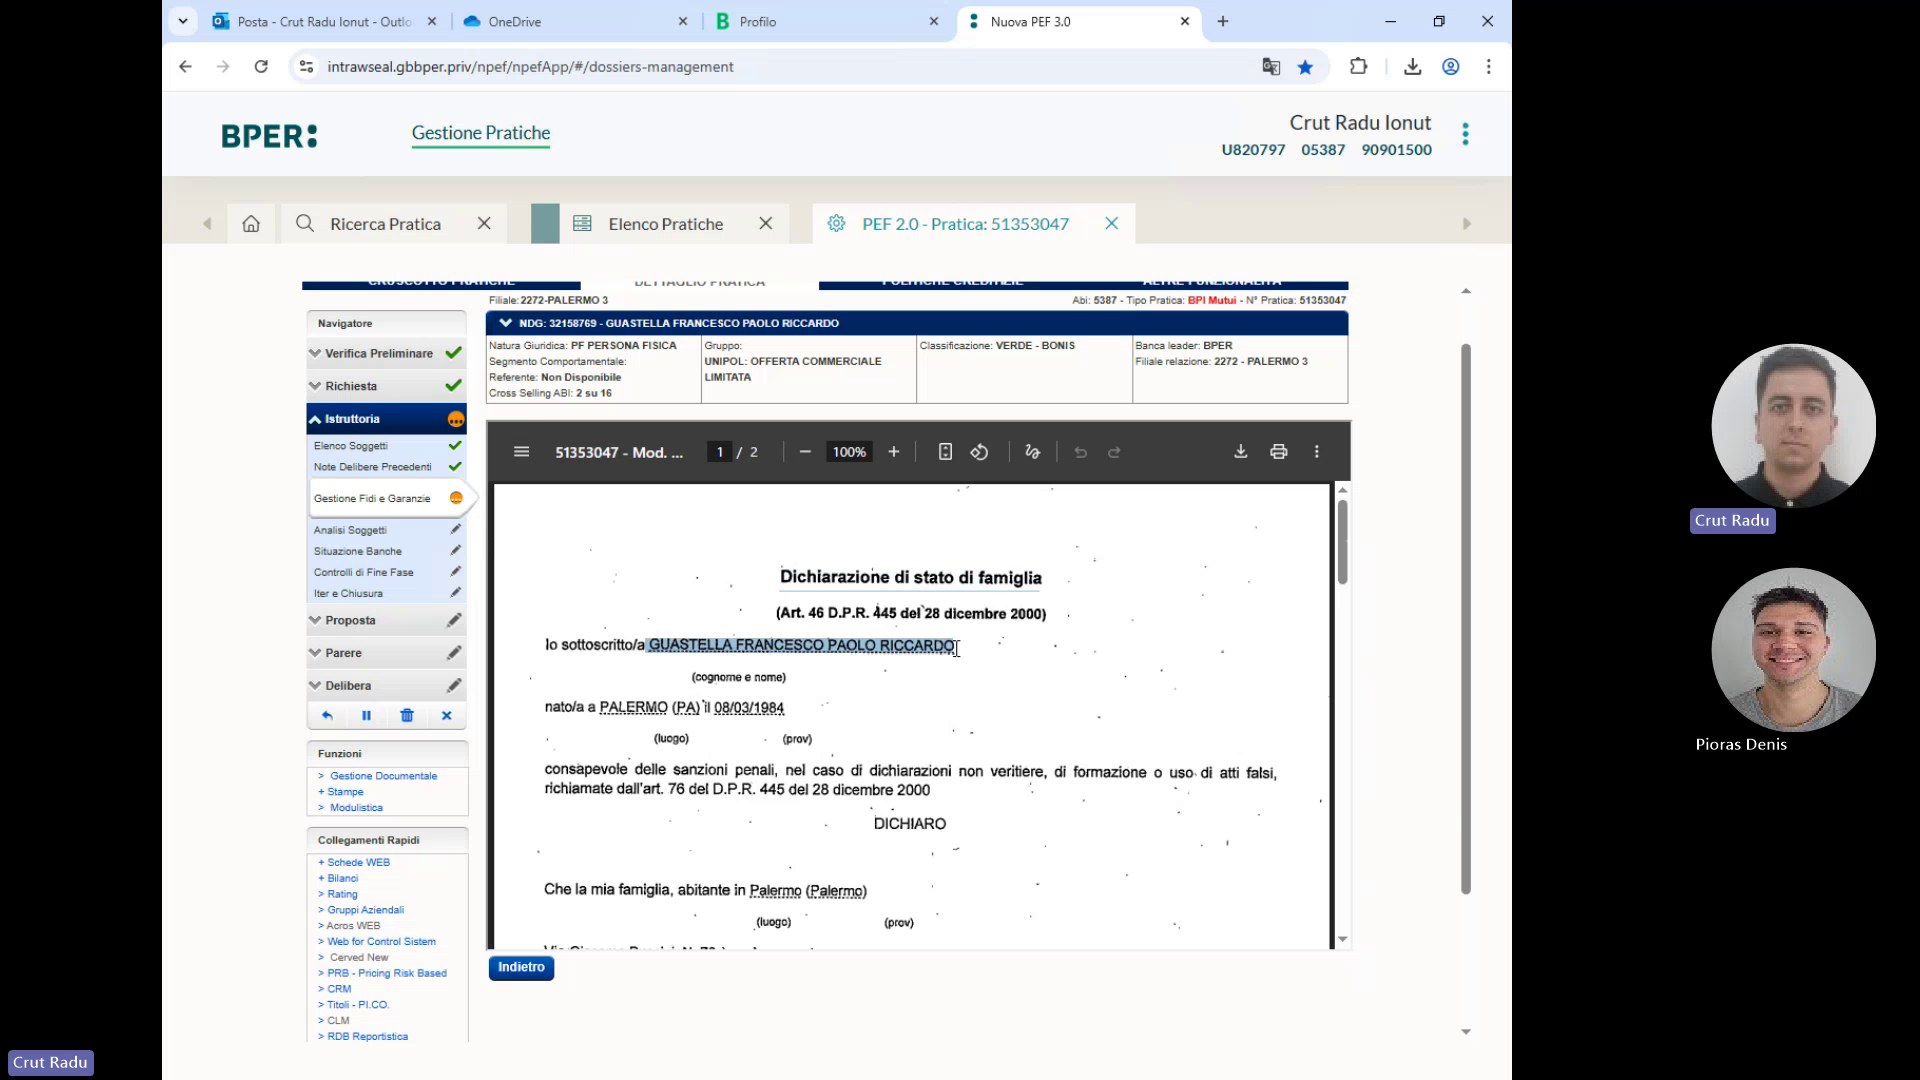 Posta - Crut Radu Ionut - Outlo
OneDrive
Profilo
Nuova PEF 3.0
intrawseal.gbbper.priv/npef/npefApp/#/dossiers-management
BPER:
Gestione Pratiche
Crut Radu Ionut
U820797 05387 90901500
Ricerca Pratica
Elenco Pratiche
PEF 2.0 - Pratica: 51353047
CRUSCOTTO PRATICHE
DETTAGLIO PRATICA
POLITICHE CREDITIZIE
ALTRE FUNZIONALITA'
Filiale: 2272-PALERMO 3
Abi: 5387 - Tipo Pratica: BPI Mutui - N° Pratica: 51353047
NDG: 32158769 - GUASTELLA FRANCESCO PAOLO RICCARDO
Natura Giuridica: PF PERSONA FISICA
Segmento Comportamentale:
Referente: Non Disponibile
Cross Selling ABI: 2 su 16
Gruppo:
UNIPOL: OFFERTA COMMERCIALE
LIMITATA
Classificazione: VERDE - BONIS
Banca leader: BPER
Filiale relazione: 2272 - PALERMO 3
Navigatore
Verifica Preliminare
Richiesta
Istruttoria
Elenco Soggetti
Note Delibere Precedenti
Gestione Fidi e Garanzie
Analisi Soggetti
Situazione Banche
Controlli di Fine Fase
Iter e Chiusura
Proposta
Parere
Delibera
Funzioni
> Gestione Documentale
+ Stampe
> Modulistica
Collegamenti Rapidi
+ Schede WEB
+ Bilanci
> Rating
> Gruppi Aziendali
> Acros WEB
> Web for Control Sistem
> Cerved New
> PRB - Pricing Risk Based
> CRM
> Titoli - PI.CO.
> CLM
> RDB Reportistica
51353047 - Mod. ...
1 / 2
100%
Dichiarazione di stato di famiglia
(Art. 46 D.P.R. 445 del 28 dicembre 2000)
Io sottoscritto/a GUASTELLA FRANCESCO PAOLO RICCARDO
(cognome e nome)
nato/a a PALERMO (PA) il 08/03/1984
(luogo) (prov)
consapevole delle sanzioni penali, nel caso di dichiarazioni non veritiere, di formazione o uso di atti falsi,
richiamate dall'art. 76 del D.P.R. 445 del 28 dicembre 2000
DICHIARO
Che la mia famiglia, abitante in Palermo (Palermo)
(luogo) (prov)
Indietro
Crut Radu
Pioras Denis
Crut Radu